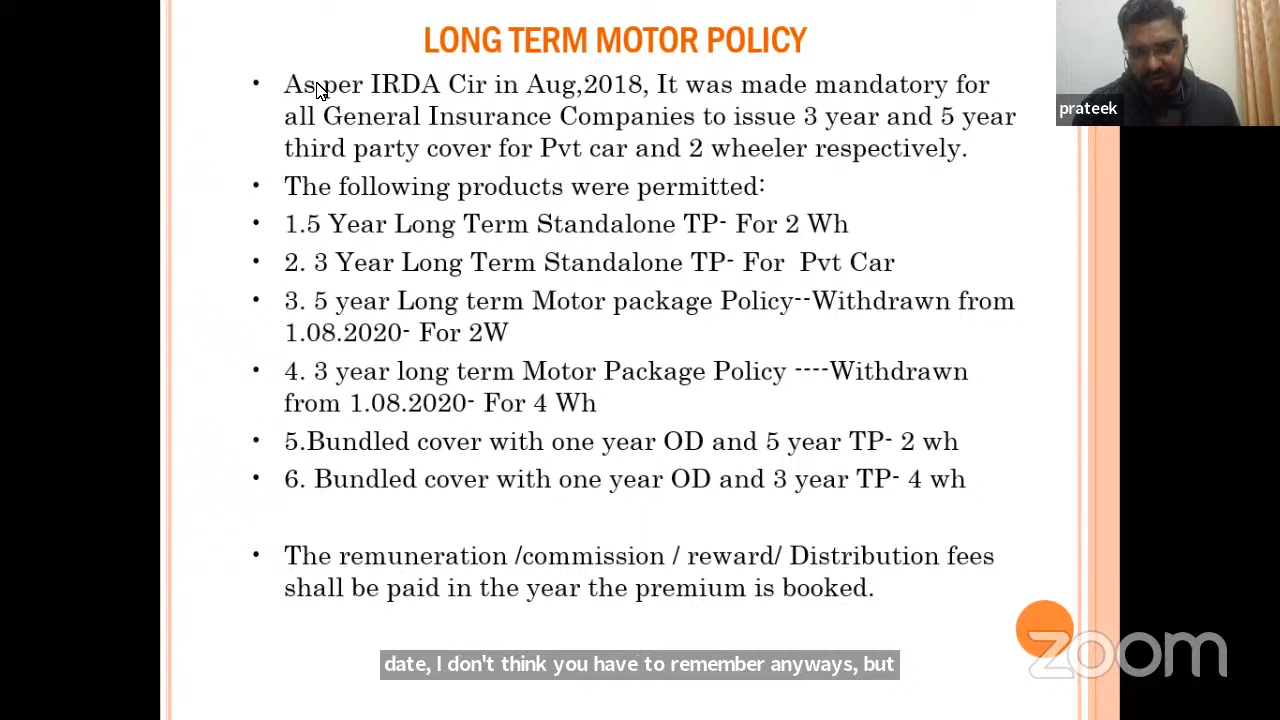 LONG TERM MOTOR POLICY
• As per IRDA Cir in Aug,2018, It was made mandatory for
all General Insurance Companies to issue 3 year and 5 year
third party cover for Pvt car and 2 wheeler respectively.
• The following products were permitted:
• 1.5 Year Long Term Standalone TP- For 2 Wh
• 2. 3 Year Long Term Standalone TP- For Pvt Car
• 3. 5 year Long term Motor package Policy--Withdrawn from
1.08.2020- For 2W
• 4. 3 year long term Motor Package Policy ----Withdrawn
from 1.08.2020- For 4 Wh
• 5.Bundled cover with one year OD and 5 year TP- 2 wh
• 6. Bundled cover with one year OD and 3 year TP- 4 wh
• The remuneration /commission / reward/ Distribution fees
shall be paid in the year the premium is booked.
prateek
date, I don't think you have to remember anyways, but
zoom